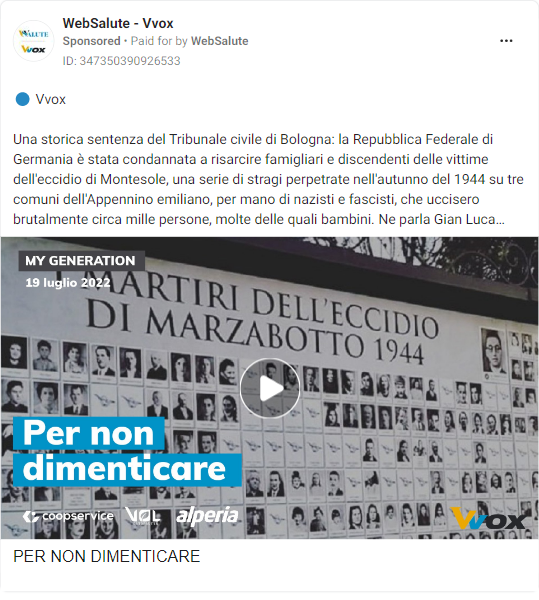 WebSalute - Vvox
Sponsored • Paid for by WebSalute
ID: 347350390926533
Vvox
Una storica sentenza del Tribunale civile di Bologna: la Repubblica Federale di
Germania è stata condannata a risarcire famigliari e discendenti delle vittime
dell'eccidio di Montesole, una serie di stragi perpetrate nell'autunno del 1944 su tre
comuni dell'Appennino emiliano, per mano di nazisti e fascisti, che uccisero
brutalmente circa mille persone, molte delle quali bambini. Ne parla Gian Luca...
MY GENERATION
19 luglio 2022
I MARTIRI DELL'ECCIDIO
DI MARZABOTTO 1944
Per non
dimenticare
coopservice
alperia
Vvox
PER NON DIMENTICARE